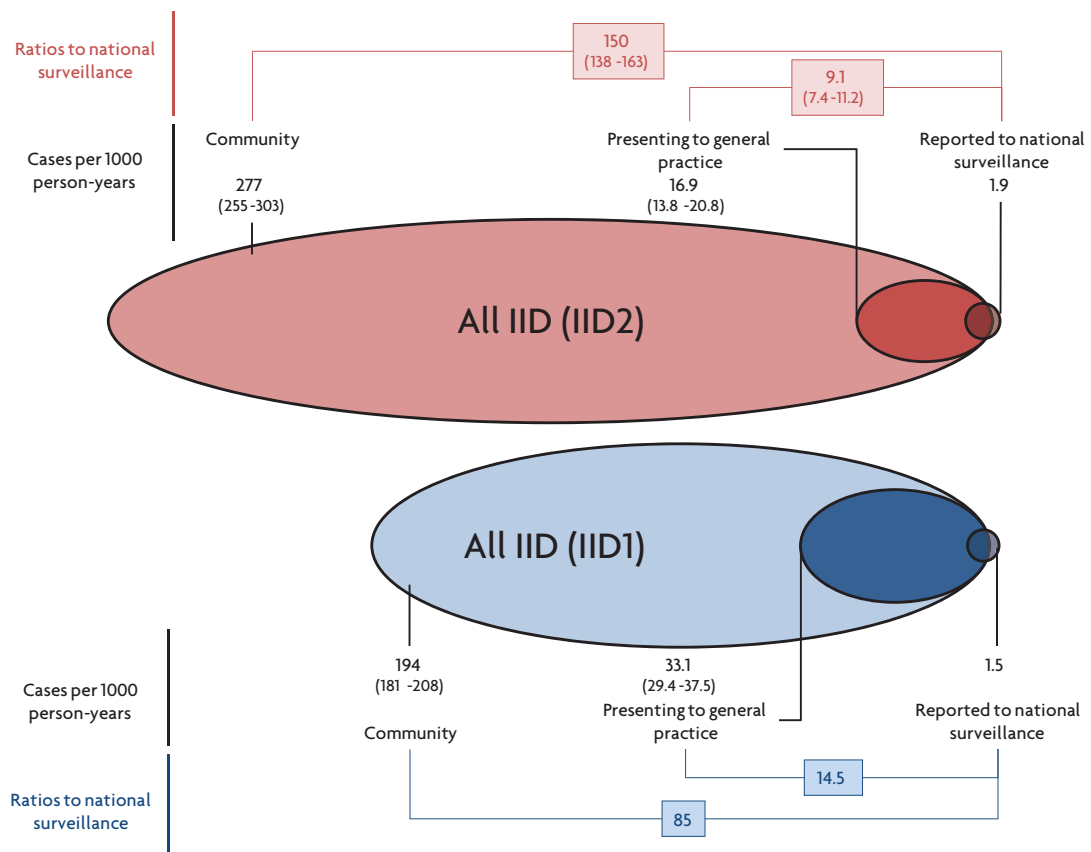 Ratios to national
surveillance
150
(138 -163)
9.1
(7.4 -11.2)
Cases per 1000
person-years
Community
277
(255 -303)
Presenting to general
practice
16.9
(13.8 -20.8)
Reported to national
surveillance
1.9
All IID (IID2)
All IID (IID1)
Cases per 1000
person-years
194
(181 -208)
Community
33.1
(29.4 -37.5)
Presenting to general
practice
1.5
Reported to national
surveillance
Ratios to national
surveillance
14.5
85